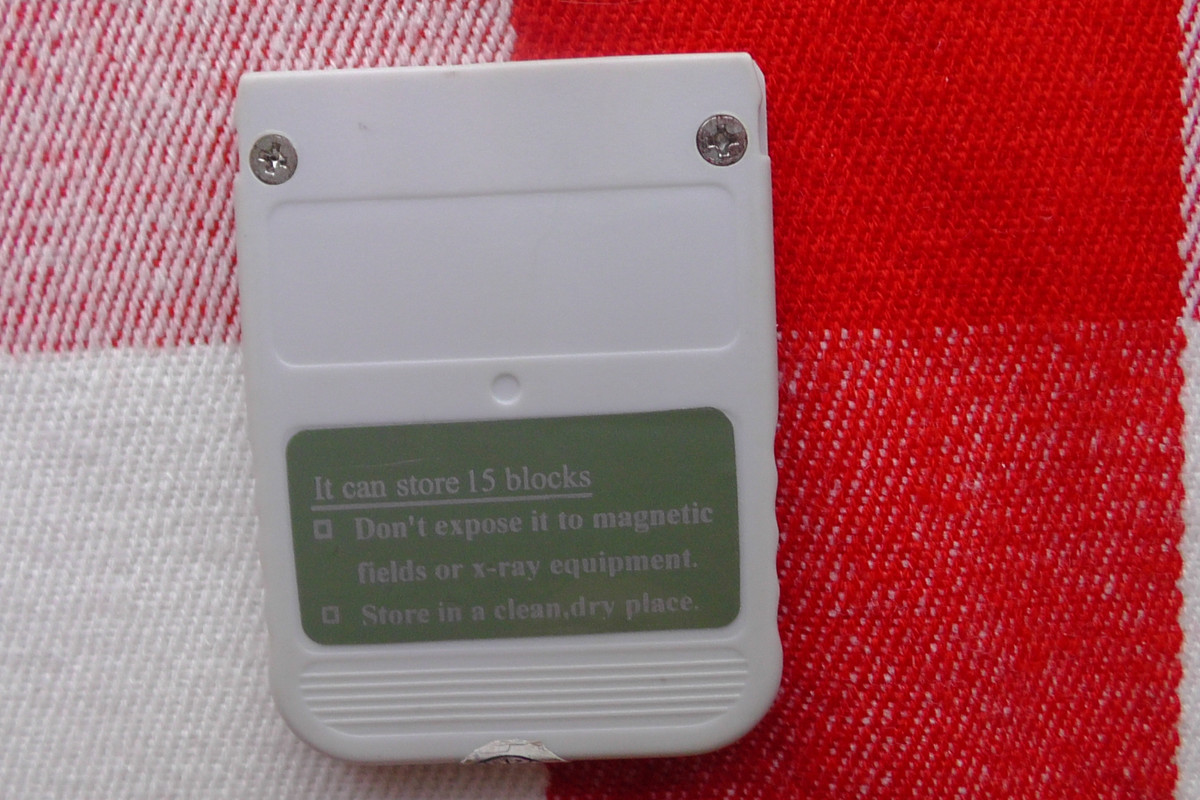 It can store 15 blocks
Don't expose it to magnetic
fields or x-ray equipment.
Store in a clean,dry place.